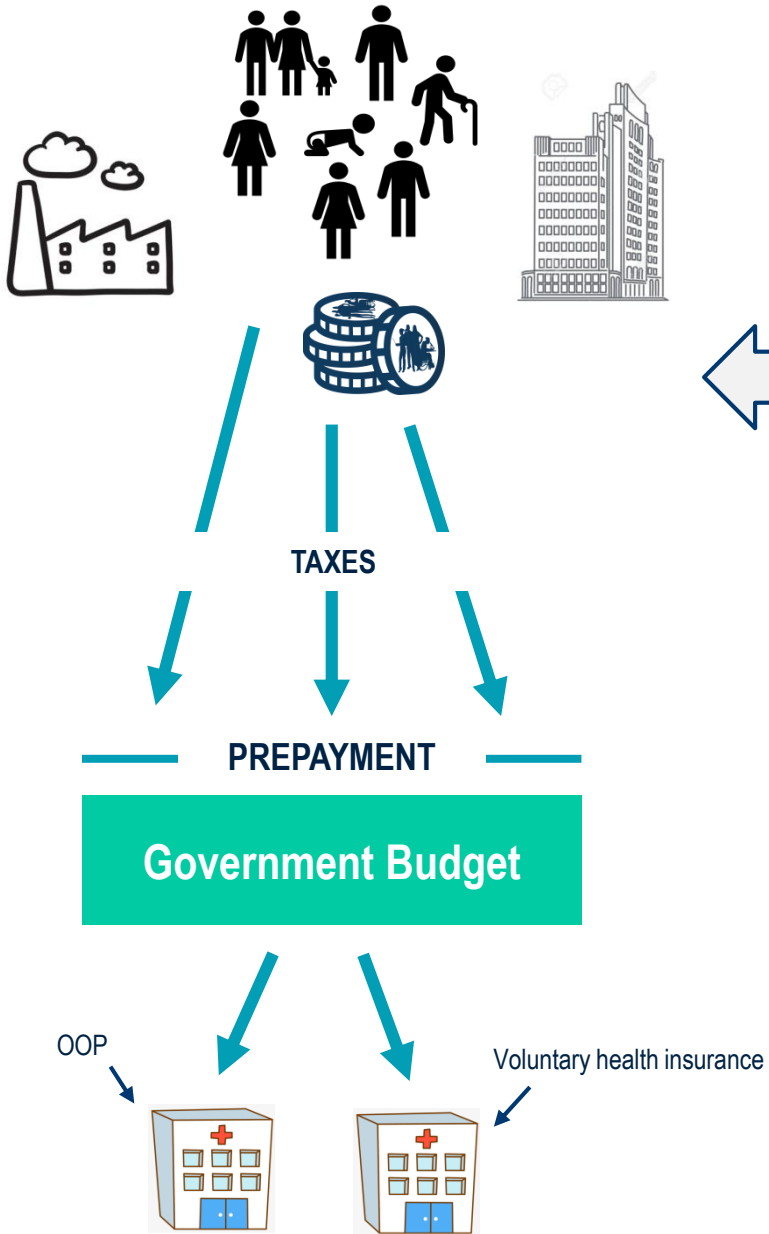 TAXES
PREPAYMENT
Government Budget
OOP
Voluntary health insurance